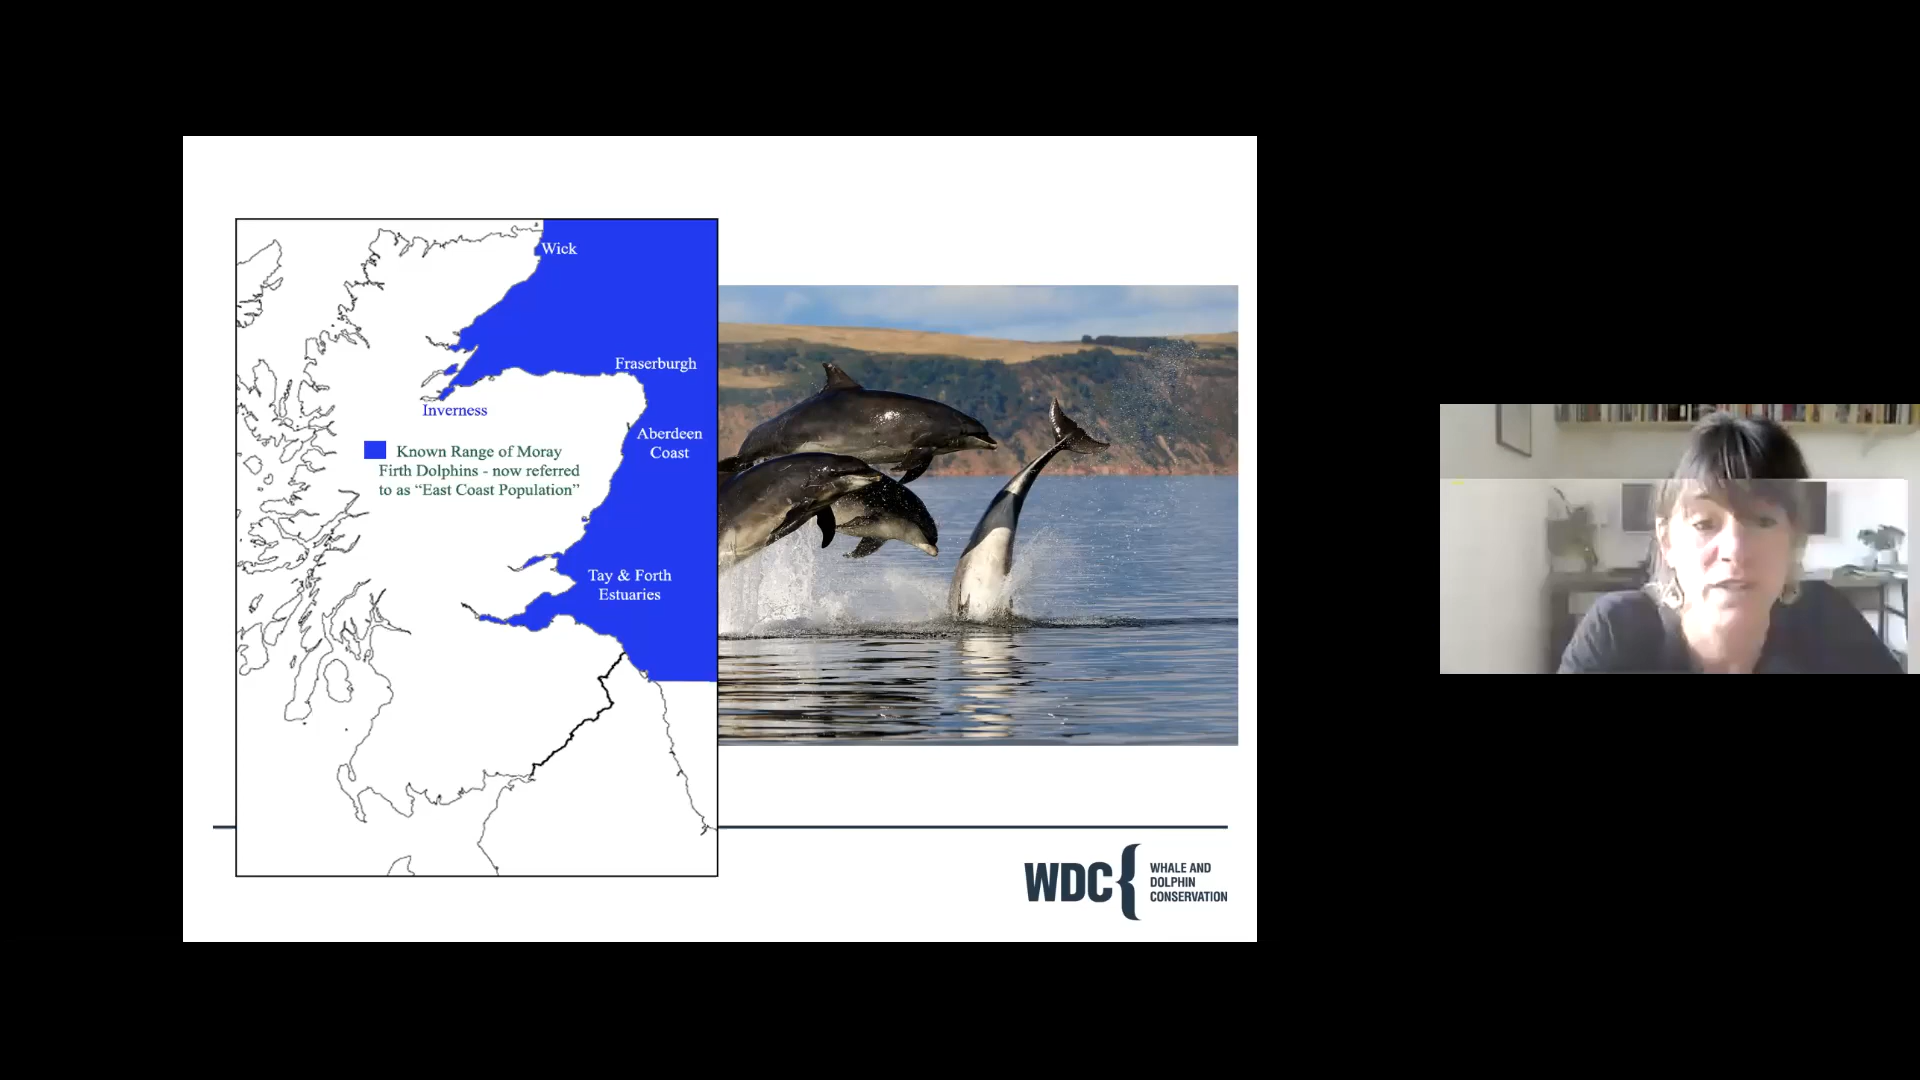 Wick
Fraserburgh
Inverness
Aberdeen
Coast
Known Range of Moray
Firth Dolphins - now referred
to as “East Coast Population”
Tay & Forth
Estuaries
WDC
WHALE AND
DOLPHIN
CONSERVATION